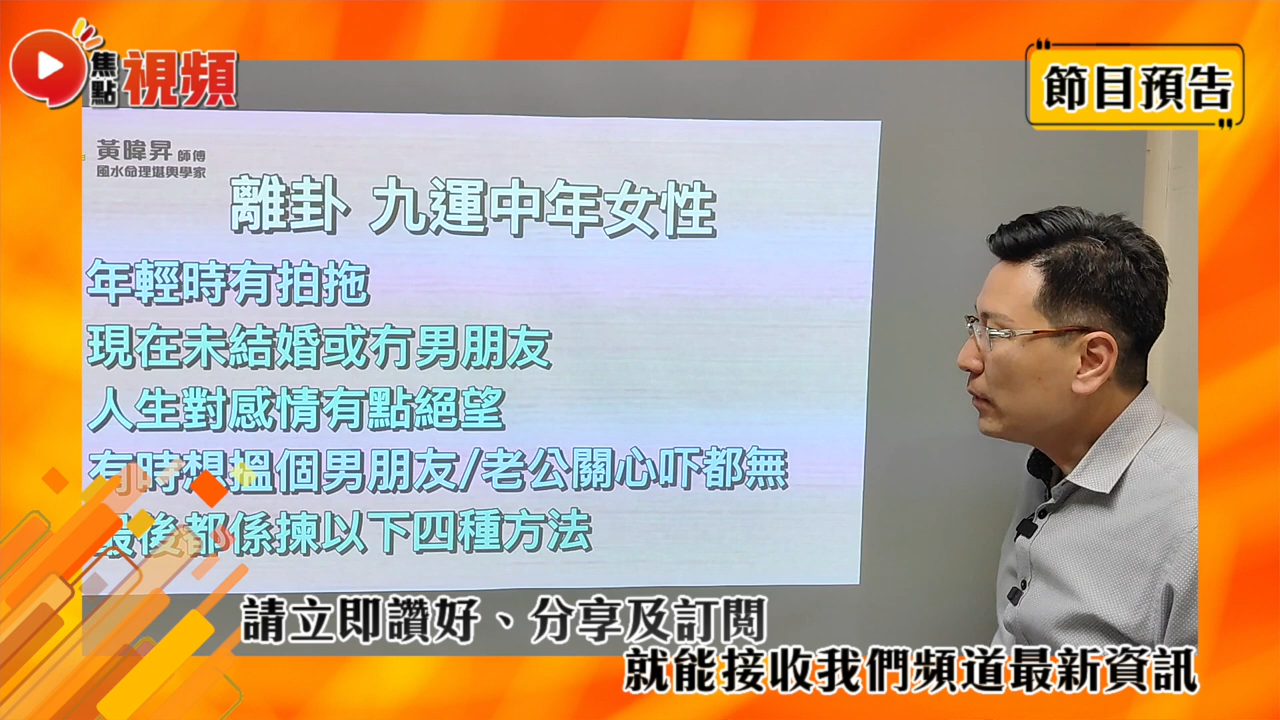 焦點視頻
節目預告
黃暐昇師傅
風水命理堪輿學家
離卦 九運中年女性
年輕時有拍拖
現在未結婚或冇男朋友
人生對感情有點絕望
有時想搵個男朋友/老公關心吓都無
最後都係揀以下四種方法
請立即讚好、分享及訂閱
就能接收我們頻道最新資訊